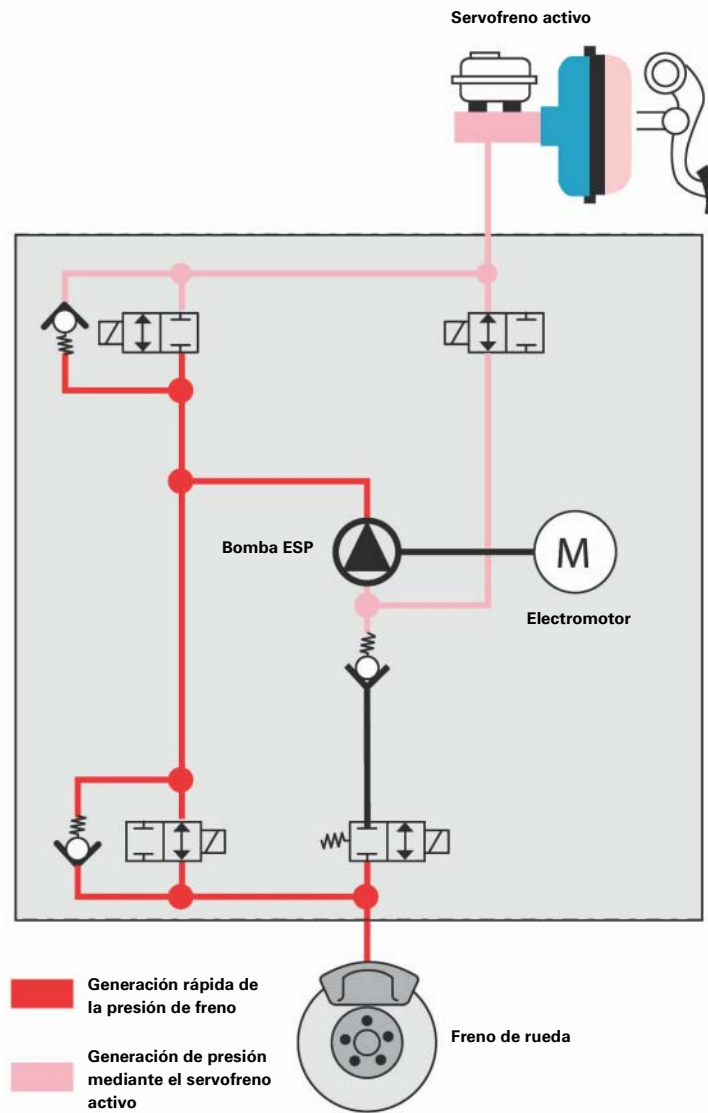 Servofreno activo
Bomba ESP
M
Electromotor
Generación rápida de
la presión de freno
Freno de rueda
Generación de presión
mediante el servofreno
activo